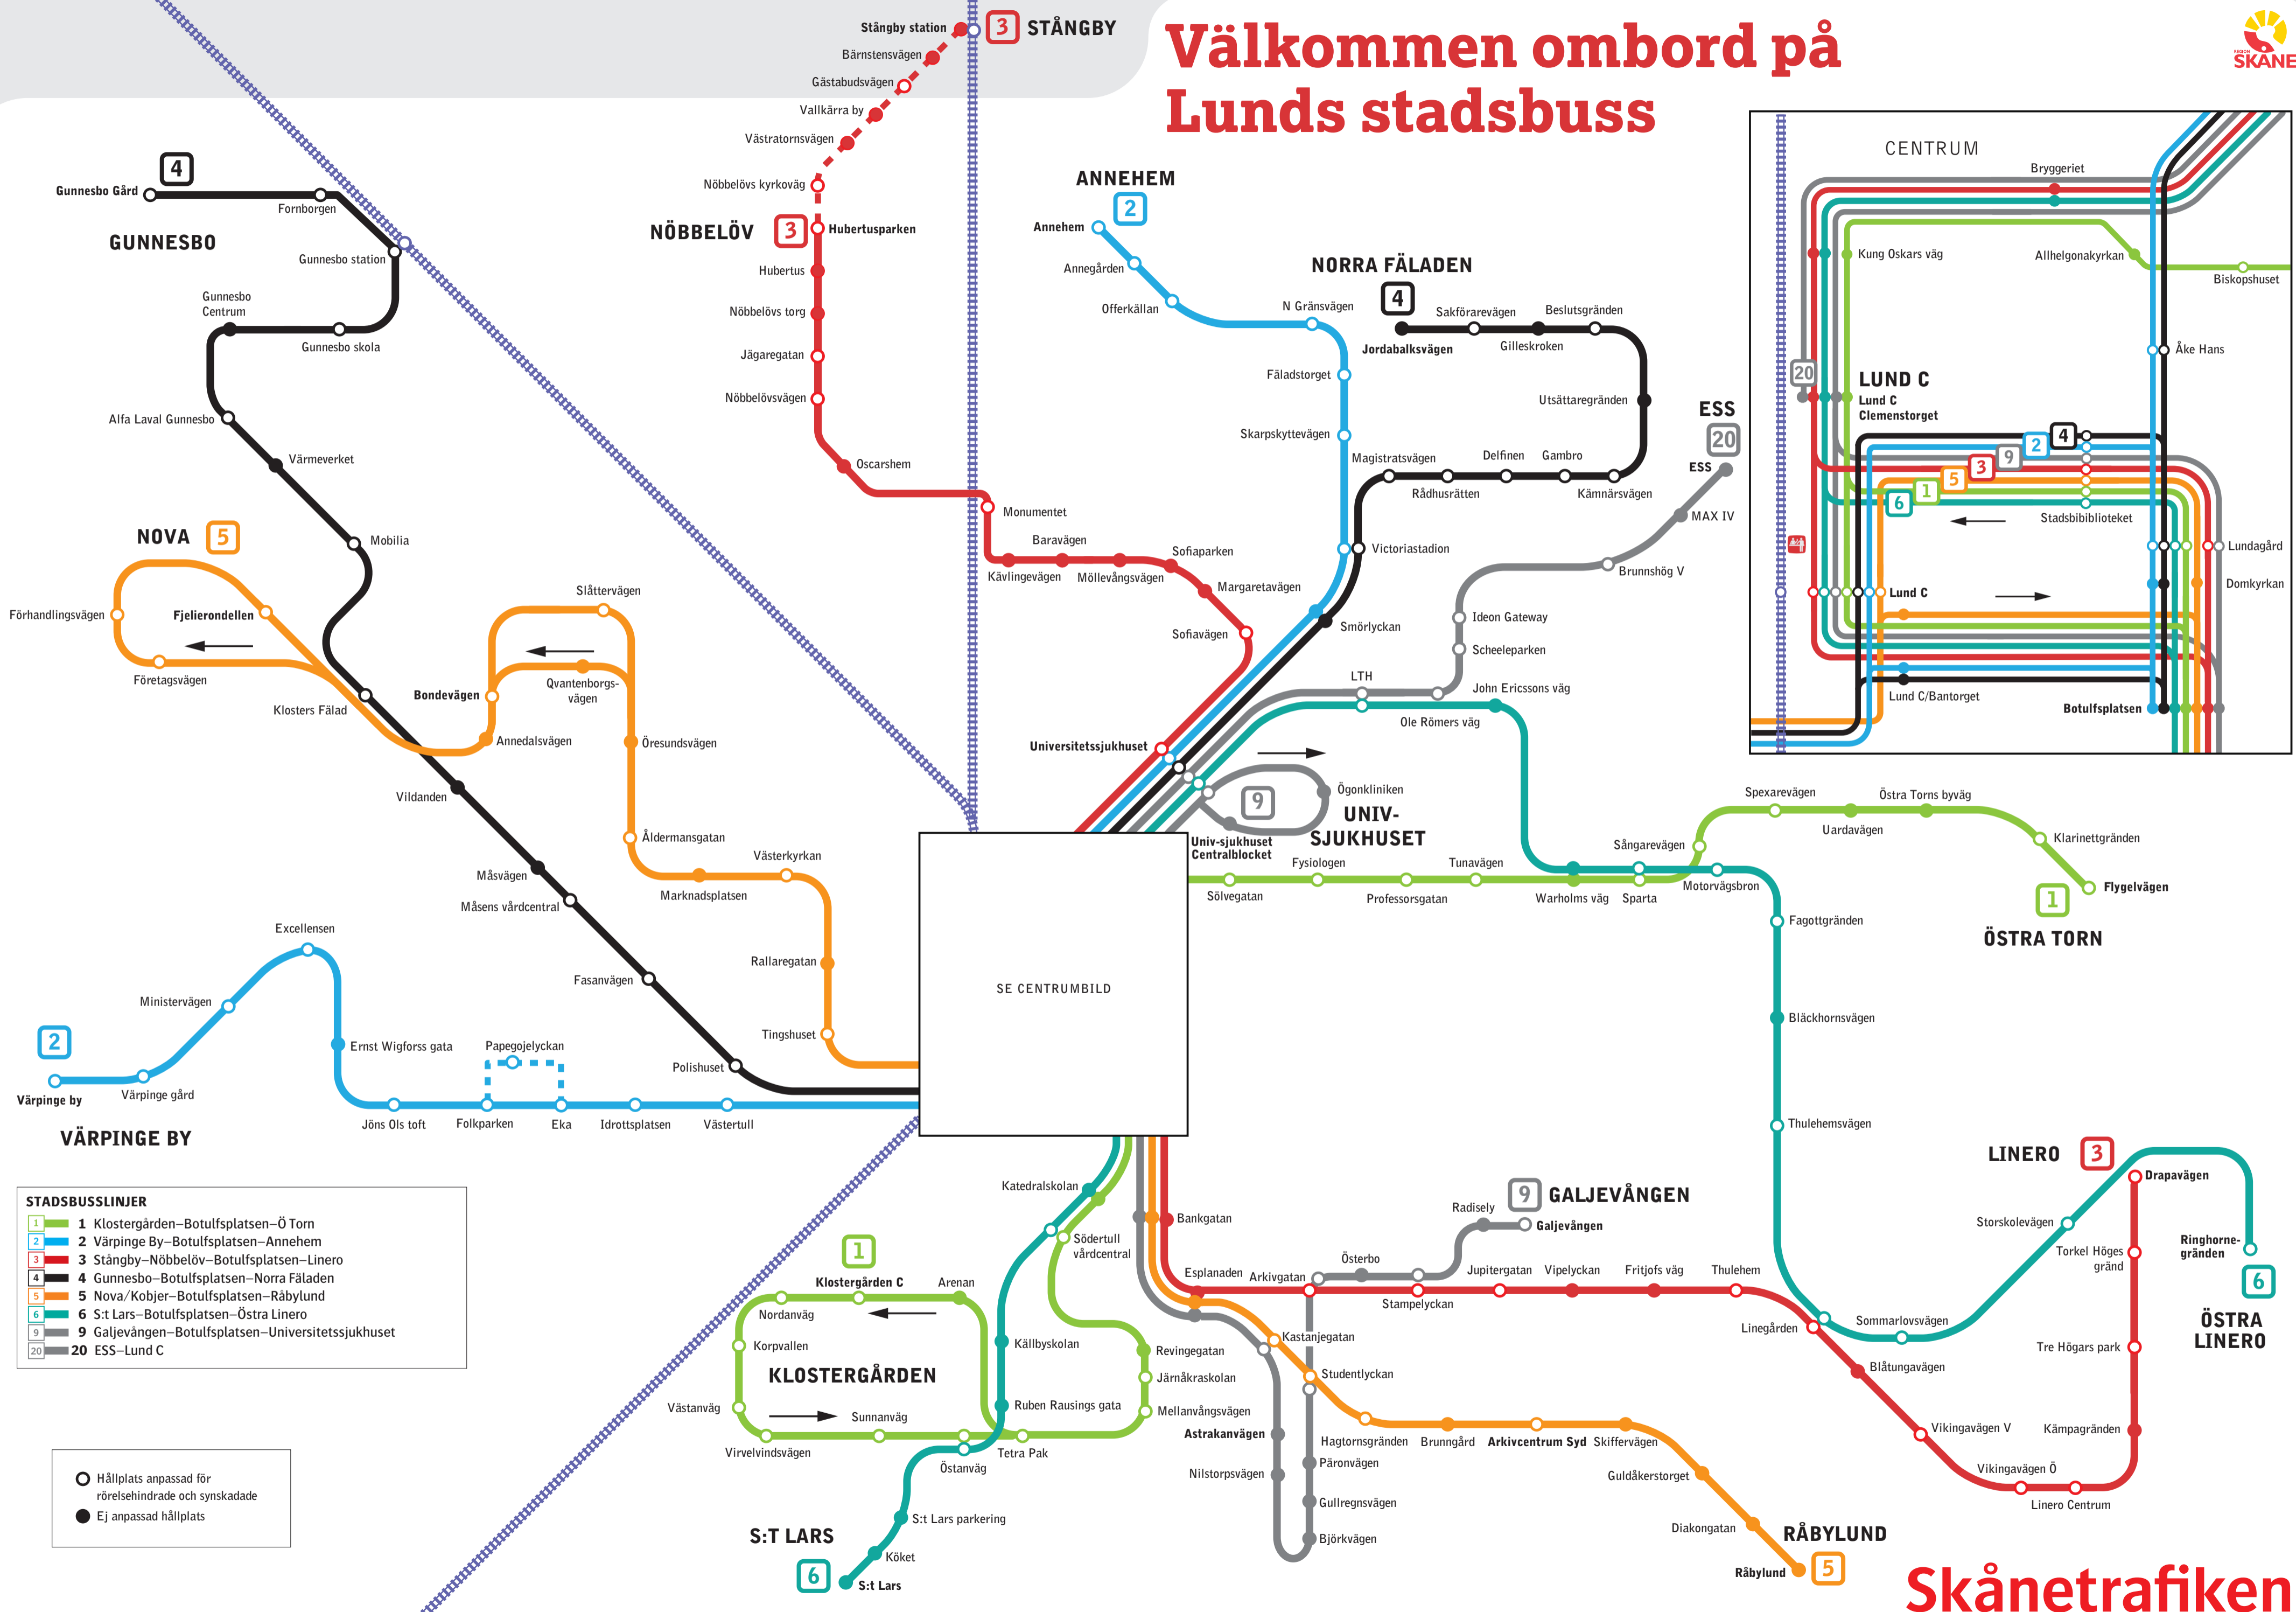 Välkommen ombord på
Lunds stadsbuss
REGION
SKÅNE
Stångby station
3
STÅNGBY
Bärnstensvägen
Gästabudsvägen
Vallkärra by
Västratornsvägen
Nöbbelövs kyrkoväg
NÖBBELÖV
3
Hubertusparken
Hubertus
Nöbbelövs torg
Jägaregatan
Nöbbelövsvägen
Oscarshem
Monumentet
Baravägen
Kävlingevägen
Möllevångsvägen
Sofiaparken
Margaretavägen
Sofiavägen
Universitetssjukhuset
4
Gunnesbo Gård
Fornborgen
GUNNESBO
Gunnesbo station
Gunnesbo
Centrum
Gunnesbo skola
Alfa Laval Gunnesbo
Värmeverket
Mobilia
Klosters Fälad
Vildanden
Måsvägen
Måsens vårdcentral
Fasanvägen
Polishuset
NOVA
5
Förhandlingsvägen
Fjelierondellen
Företagsvägen
Slåttervägen
Bondevägen
Qvantenborgs-
vägen
Annedalsvägen
Öresundsvägen
Åldermansgatan
Västerkyrkan
Marknadsplatsen
Rallaregatan
Tingshuset
Excellensen
Ministervägen
2
Värpinge by
Värpinge gård
VÄRPINGE BY
Ernst Wigforss gata
Papegojelyckan
Jöns Ols toft
Folkparken
Eka
Idrottsplatsen
Västertull
ANNEHEM
2
Annehem
Annegården
Offerkällan
N Gränsvägen
Fäladstorget
Skarpskyttevägen
NORRA FÄLADEN
4
Jordabalksvägen
Sakförarevägen
Gilleskroken
Beslutsgränden
Utsättaregränden
Magistratsvägen
Rådhusrätten
Delfinen
Gambro
Kämnärsvägen
Victoriastadion
Smörlyckan
ESS
20
ESS
MAX IV
Brunnshög V
Ideon Gateway
Scheeleparken
LTH
John Ericssons väg
Ole Römers väg
9
Ögonkliniken
UNIV-
SJUKHUSET
Univ-sjukhuset
Centralblocket
SE CENTRUMBILD
Sölvegatan
Fysiologen
Professorsgatan
Tunavägen
Warholms väg
Sparta
Sångarevägen
Motorvägsbron
Spexarevägen
Uardavägen
Östra Torns byväg
Klarinettgränden
Flygelvägen
1
ÖSTRA TORN
Fagottgränden
Bläckhornsvägen
Thulehemsvägen
CENTRUM
Bryggeriet
Kung Oskars väg
Allhelgonakyrkan
Biskopshuset
Åke Hans
20
LUND C
Lund C
Clemenstorget
4
2
9
3
5
1
6
Stadsbibiblioteket
Lundagård
Domkyrkan
Lund C
Lund C/Bantorget
Botulfsplatsen
LINERO
3
Drapavägen
Storskolevägen
Torkel Höges
gränd
Ringhorne-
gränden
6
ÖSTRA
LINERO
Sommarlovsvägen
Linegården
Tre Högars park
Blåtungavägen
Vikingavägen V
Kämpagränden
Vikingavägen Ö
Linero Centrum
Katedralskolan
Södertull
vårdcentral
Bankgatan
Radisely
9
GALJEVÅNGEN
Galjevången
Österbo
Esplanaden
Arkivgatan
Stampelyckan
Jupitergatan
Vipelyckan
Fritjofs väg
Thulehem
Kastanjegatan
Studentlyckan
Hagtornsgränden
Brunngård
Arkivcentrum Syd
Skiffervägen
Guldåkerstorget
Diakongatan
RÅBYLUND
Råbylund
5
Astrakanvägen
Nilstorpsvägen
Päronvägen
Gullregnsvägen
Björkvägen
1
Klostergården C
Arenan
Nordanväg
Korpvallen
KLOSTERGÅRDEN
Västanväg
Sunnanväg
Virvelvindsvägen
Källbyskolan
Ruben Rausings gata
Revingegatan
Järnåkraskolan
Mellanvångsvägen
Östanväg
Tetra Pak
S:T LARS
S:t Lars parkering
Köket
6
S:t Lars
STADSBUSSLINJER
1 1 Klostergården–Botulfsplatsen–Ö Torn
2 2 Värpinge By–Botulfsplatsen–Annehem
3 3 Stångby–Nöbbelöv–Botulfsplatsen–Linero
4 4 Gunnesbo–Botulfsplatsen–Norra Fäladen
5 5 Nova/Kobjer–Botulfsplatsen–Råbylund
6 6 S:t Lars–Botulfsplatsen–Östra Linero
9 9 Galjevången–Botulfsplatsen–Universitetssjukhuset
20 20 ESS–Lund C
Hållplats anpassad för
rörelsehindrade och synskadade
Ej anpassad hållplats
Skånetrafiken